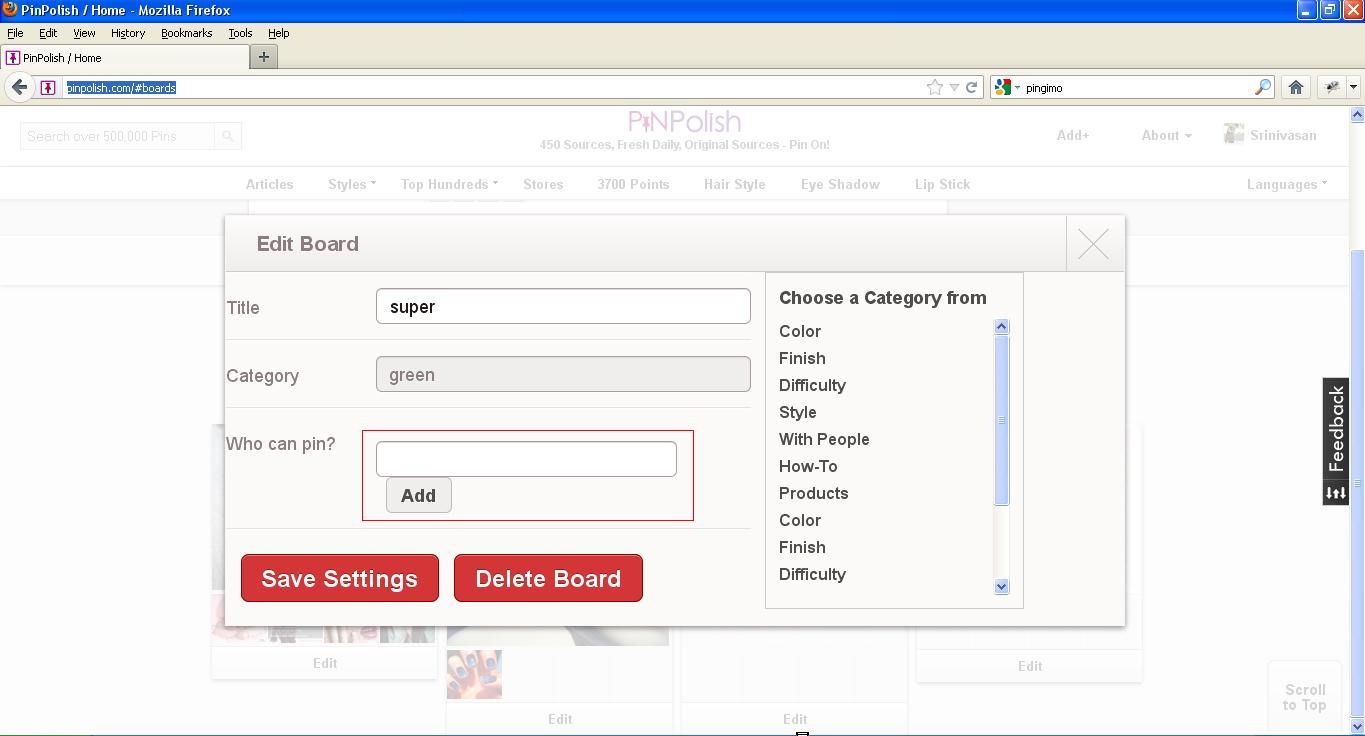 PinPolish / Home - Mozilla Firefox
File Edit View History Bookmarks Tools Help
PinPolish / Home
pinpolish.com/#boards
pingimo
Search over 500,000 Pins
PINPolish
450 Sources, Fresh Daily, Original Sources - Pin On!
Add+ About Srinivasan
Articles Styles Top Hundreds Stores 3700 Points Hair Style Eye Shadow Lip Stick Languages
Edit Board
Title super
Category green
Who can pin?
Add
Save Settings Delete Board
Choose a Category from
Color
Finish
Difficulty
Style
With People
How-To
Products
Color
Finish
Difficulty
Feedback
Edit
Edit
Edit
Edit
Scroll
to Top